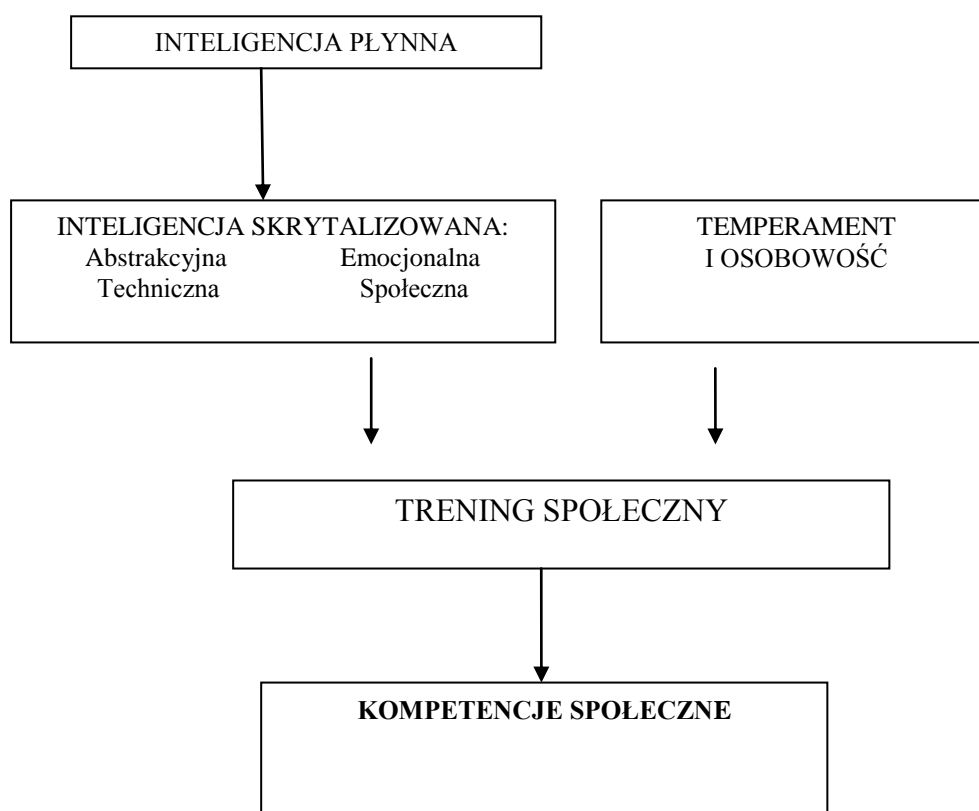 INTELIGENCJA PŁYNNA
INTELIGENCJA SKRYTALIZOWANA:
Abstrakcyjna Emocjonalna
Techniczna Społeczna
TEMPERAMENT
I OSOBOWOŚĆ
TRENING SPOŁECZNY
KOMPETENCJE SPOŁECZNE